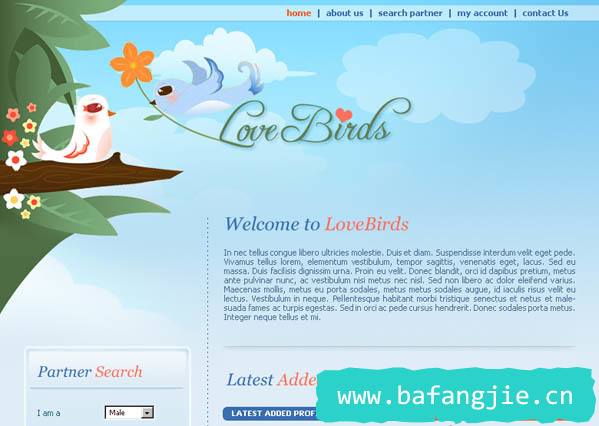 home | about us | search partner | my account | contact Us
Love Birds
Welcome to LoveBirds
In nec tellus congue libero ultricies molestie. Duis et diam. Suspendisse interdum velit eget pede.
Vivamus tellus lorem, elementum vestibulum, tempor sagittis, venenatis eget, lacus. Sed eu
massa. Duis facilisis dignissim urna. Proin eu velit. Donec blandit, orci id dapibus pretium, metus
ante pulvinar nunc, ac vestibulum nisi metus nec nisl. Sed non libero ac dolor eleifend varius.
Maecenas mollis, metus eu porta sodales, metus metus sodales augue, id iaculis risus velit eu
lectus. Vestibulum in neque. Pellentesque habitant morbi tristique senectus et netus et male-
suada fames ac turpis egestas. Sed in orci ac pede cursus hendrerit. Donec sodales porta metus.
Integer neque tellus et mi.
Partner Search
I am a Male
Latest Adde
LATEST ADDED PROF
www.bafangjie.cn